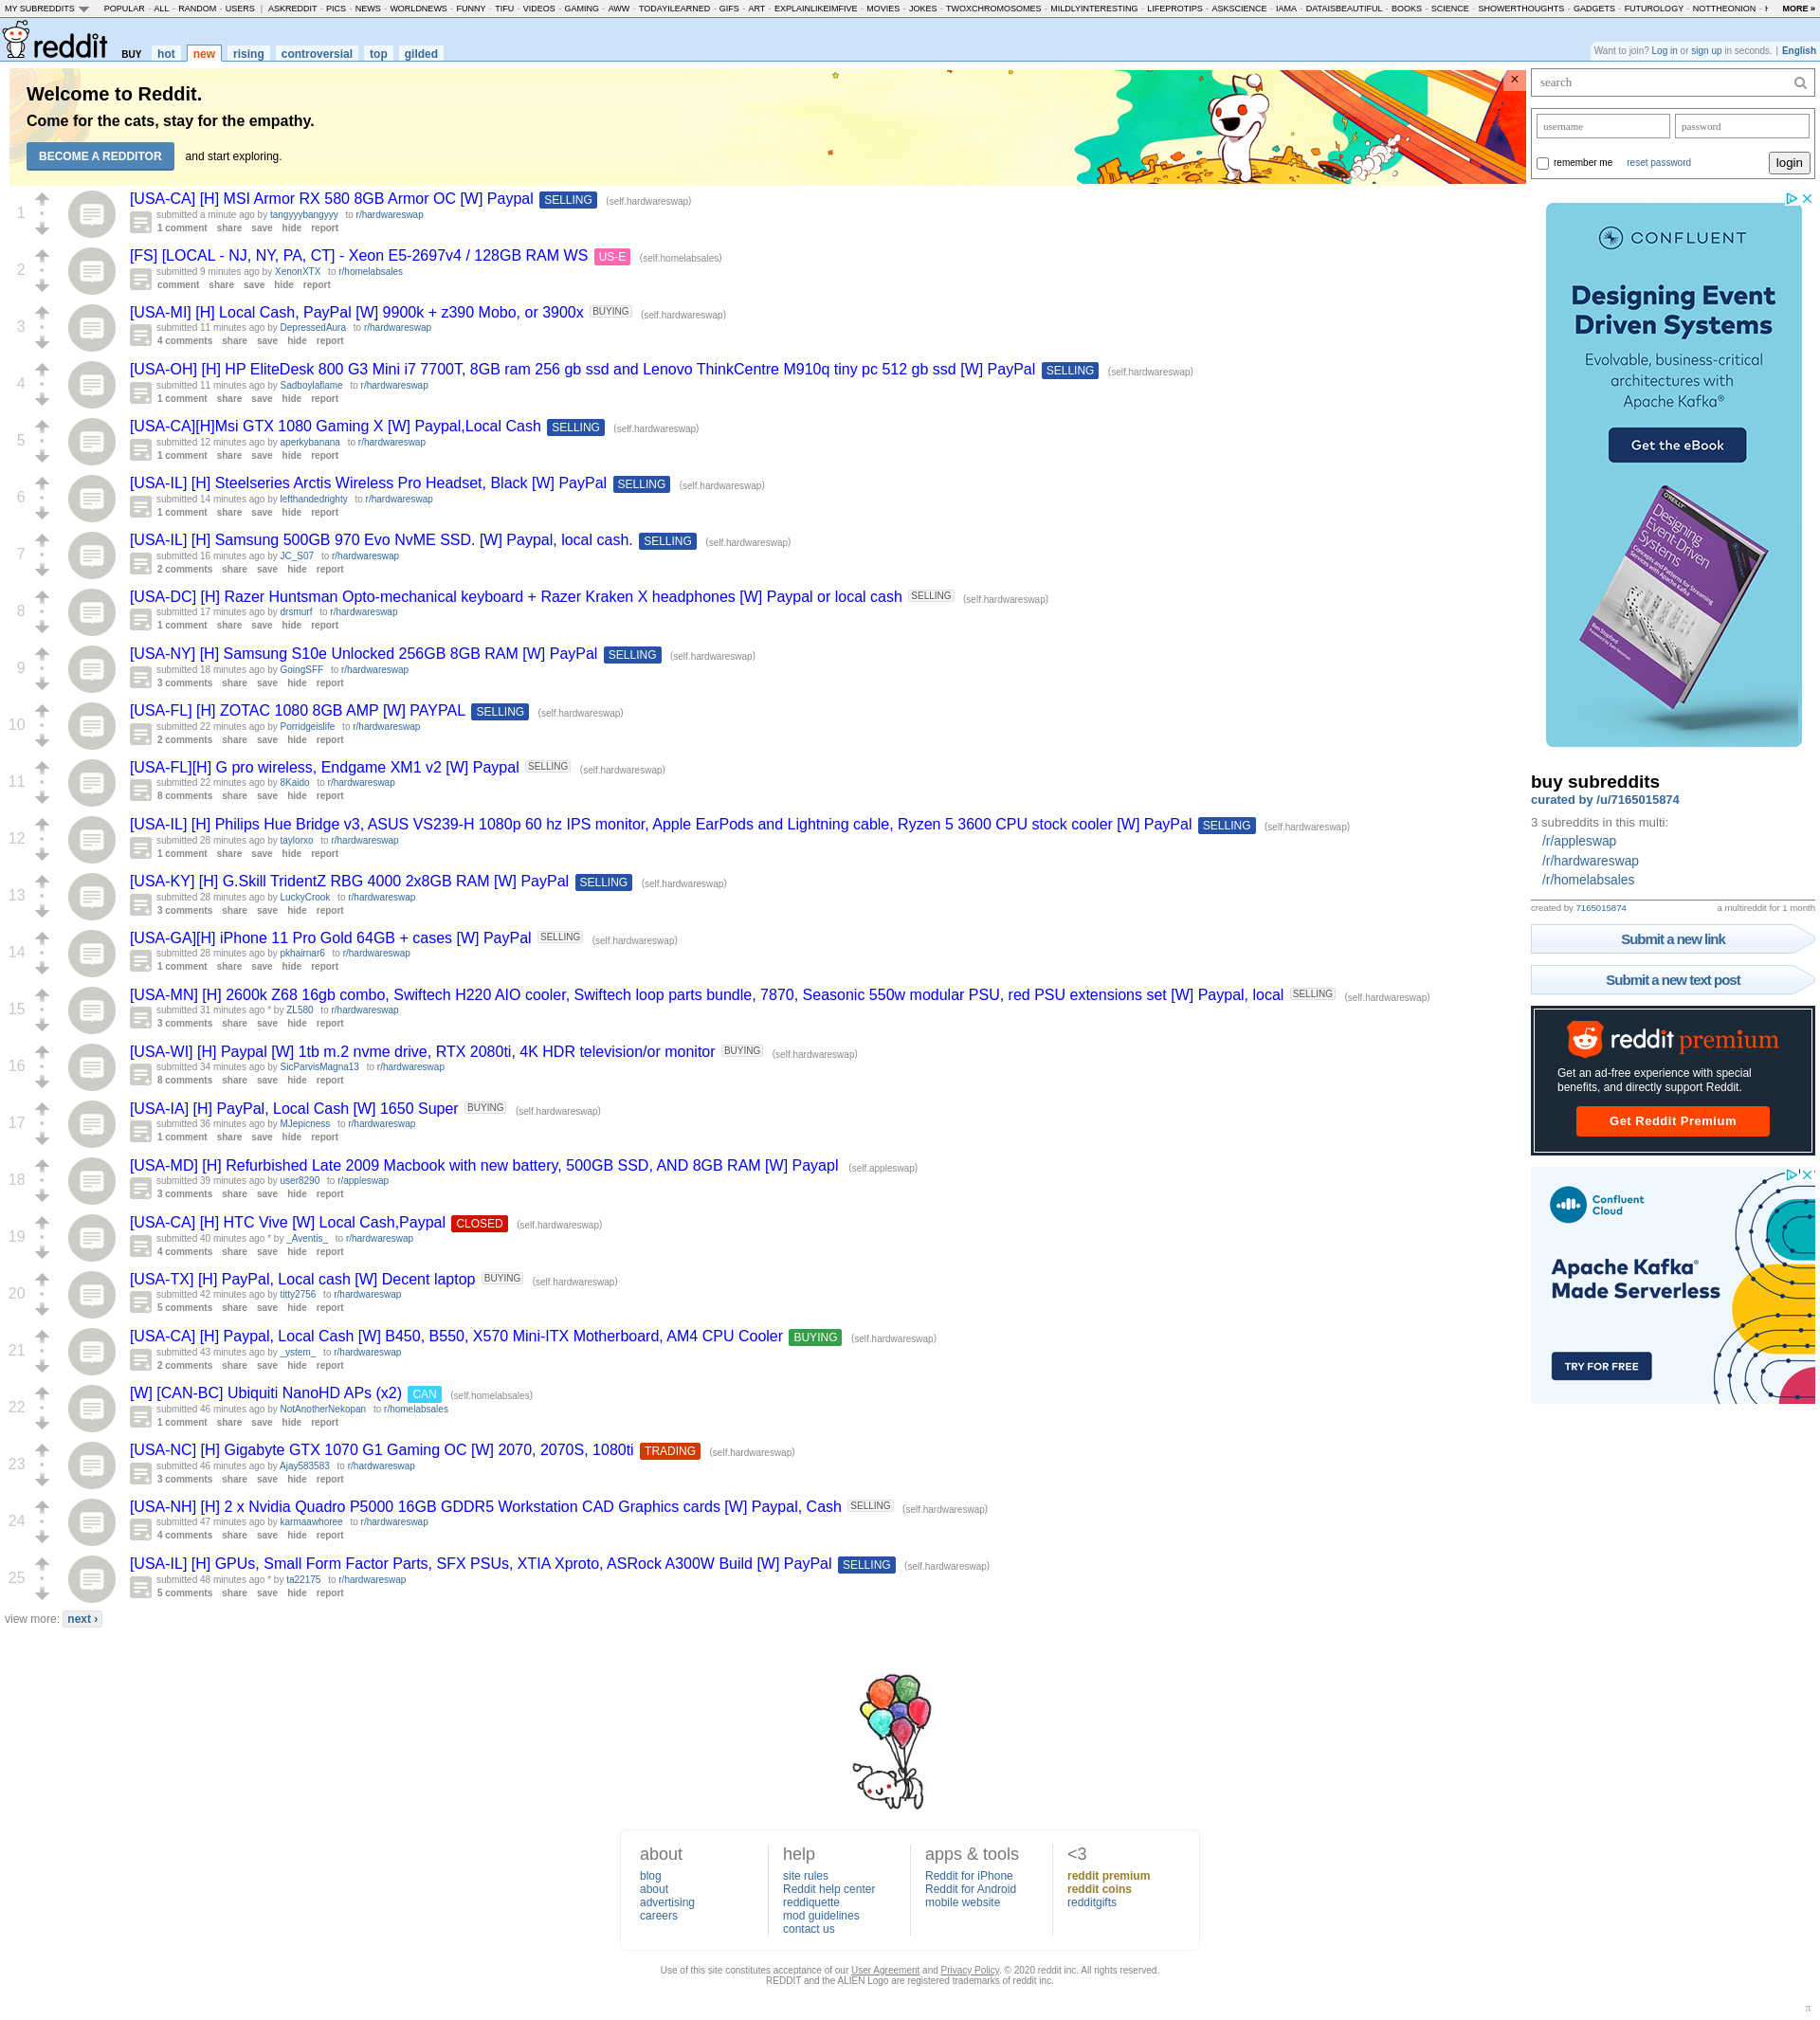 MY SUBREDDITS POPULAR - ALL - RANDOM - USERS | ASKREDDIT - PICS - NEWS - WORLDNEWS - FUNNY - TIFU - VIDEOS - GAMING - AWW - TODAYILEARNED - GIFS - ART - EXPLAINLIKEIMFIVE - MOVIES - JOKES - TWOXCHROMOSOMES - MILDLYINTERESTING - LIFEPROTIPS - ASKSCIENCE - IAMA - DATAISBEAUTIFUL - BOOKS - SCIENCE - SHOWERTHOUGHTS - GADGETS - FUTUROLOGY - NOTTHEONION - MORE »
reddit BUY hot new rising controversial top gilded
Want to join? Log in or sign up in seconds. | English
Welcome to Reddit.
Come for the cats, stay for the empathy.
BECOME A REDDITOR and start exploring.
×
1
[USA-CA] [H] MSI Armor RX 580 8GB Armor OC [W] Paypal SELLING (self.hardwareswap)
submitted a minute ago by tangyyybangyyy to r/hardwareswap
1 comment share save hide report
2
[FS] [LOCAL - NJ, NY, PA, CT] - Xeon E5-2697v4 / 128GB RAM WS US-E (self.homelabsales)
submitted 9 minutes ago by XenonXTX to r/homelabsales
comment share save hide report
3
[USA-MI] [H] Local Cash, PayPal [W] 9900k + z390 Mobo, or 3900x BUYING (self.hardwareswap)
submitted 11 minutes ago by DepressedAura to r/hardwareswap
4 comments share save hide report
4
[USA-OH] [H] HP EliteDesk 800 G3 Mini i7 7700T, 8GB ram 256 gb ssd and Lenovo ThinkCentre M910q tiny pc 512 gb ssd [W] PayPal SELLING (self.hardwareswap)
submitted 11 minutes ago by Sadboylaflame to r/hardwareswap
1 comment share save hide report
5
[USA-CA][H]Msi GTX 1080 Gaming X [W] Paypal,Local Cash SELLING (self.hardwareswap)
submitted 12 minutes ago by aperkybanana to r/hardwareswap
1 comment share save hide report
6
[USA-IL] [H] Steelseries Arctis Wireless Pro Headset, Black [W] PayPal SELLING (self.hardwareswap)
submitted 14 minutes ago by lefthandedrighty to r/hardwareswap
1 comment share save hide report
7
[USA-IL] [H] Samsung 500GB 970 Evo NvME SSD. [W] Paypal, local cash. SELLING (self.hardwareswap)
submitted 16 minutes ago by JC_S07 to r/hardwareswap
2 comments share save hide report
8
[USA-DC] [H] Razer Huntsman Opto-mechanical keyboard + Razer Kraken X headphones [W] Paypal or local cash SELLING (self.hardwareswap)
submitted 17 minutes ago by drsmurf to r/hardwareswap
1 comment share save hide report
9
[USA-NY] [H] Samsung S10e Unlocked 256GB 8GB RAM [W] PayPal SELLING (self.hardwareswap)
submitted 18 minutes ago by GoingSFF to r/hardwareswap
3 comments share save hide report
10
[USA-FL] [H] ZOTAC 1080 8GB AMP [W] PAYPAL SELLING (self.hardwareswap)
submitted 22 minutes ago by Porridgeislife to r/hardwareswap
2 comments share save hide report
11
[USA-FL][H] G pro wireless, Endgame XM1 v2 [W] Paypal SELLING (self.hardwareswap)
submitted 22 minutes ago by 8Kaido to r/hardwareswap
8 comments share save hide report
12
[USA-IL] [H] Philips Hue Bridge v3, ASUS VS239-H 1080p 60 hz IPS monitor, Apple EarPods and Lightning cable, Ryzen 5 3600 CPU stock cooler [W] PayPal SELLING (self.hardwareswap)
submitted 28 minutes ago by taylorxo to r/hardwareswap
1 comment share save hide report
13
[USA-KY] [H] G.Skill TridentZ RBG 4000 2x8GB RAM [W] PayPal SELLING (self.hardwareswap)
submitted 28 minutes ago by LuckyCrook to r/hardwareswap
3 comments share save hide report
14
[USA-GA][H] iPhone 11 Pro Gold 64GB + cases [W] PayPal SELLING (self.hardwareswap)
submitted 28 minutes ago by pkhairnar6 to r/hardwareswap
1 comment share save hide report
15
[USA-MN] [H] 2600k Z68 16gb combo, Swiftech H220 AIO cooler, Swiftech loop parts bundle, 7870, Seasonic 550w modular PSU, red PSU extensions set [W] Paypal, local SELLING (self.hardwareswap)
submitted 31 minutes ago * by ZL580 to r/hardwareswap
3 comments share save hide report
16
[USA-WI] [H] Paypal [W] 1tb m.2 nvme drive, RTX 2080ti, 4K HDR television/or monitor BUYING (self.hardwareswap)
submitted 34 minutes ago by SicParvisMagna13 to r/hardwareswap
8 comments share save hide report
17
[USA-IA] [H] PayPal, Local Cash [W] 1650 Super BUYING (self.hardwareswap)
submitted 36 minutes ago by MJepicness to r/hardwareswap
1 comment share save hide report
18
[USA-MD] [H] Refurbished Late 2009 Macbook with new battery, 500GB SSD, AND 8GB RAM [W] Payapl (self.appleswap)
submitted 39 minutes ago by user8290 to r/appleswap
3 comments share save hide report
19
[USA-CA] [H] HTC Vive [W] Local Cash,Paypal CLOSED (self.hardwareswap)
submitted 40 minutes ago * by _Aventis_ to r/hardwareswap
4 comments share save hide report
20
[USA-TX] [H] PayPal, Local cash [W] Decent laptop BUYING (self.hardwareswap)
submitted 42 minutes ago by titty2756 to r/hardwareswap
5 comments share save hide report
21
[USA-CA] [H] Paypal, Local Cash [W] B450, B550, X570 Mini-ITX Motherboard, AM4 CPU Cooler BUYING (self.hardwareswap)
submitted 43 minutes ago by _ystem_ to r/hardwareswap
2 comments share save hide report
22
[W] [CAN-BC] Ubiquiti NanoHD APs (x2) CAN (self.homelabsales)
submitted 46 minutes ago by NotAnotherNekopan to r/homelabsales
1 comment share save hide report
23
[USA-NC] [H] Gigabyte GTX 1070 G1 Gaming OC [W] 2070, 2070S, 1080ti TRADING (self.hardwareswap)
submitted 46 minutes ago by Ajay583583 to r/hardwareswap
3 comments share save hide report
24
[USA-NH] [H] 2 x Nvidia Quadro P5000 16GB GDDR5 Workstation CAD Graphics cards [W] Paypal, Cash SELLING (self.hardwareswap)
submitted 47 minutes ago by karmaawhoree to r/hardwareswap
4 comments share save hide report
25
[USA-IL] [H] GPUs, Small Form Factor Parts, SFX PSUs, XTIA Xproto, ASRock A300W Build [W] PayPal SELLING (self.hardwareswap)
submitted 48 minutes ago * by ta22175 to r/hardwareswap
5 comments share save hide report
view more: next ›
search
username password
remember me reset password login
CONFLUENT
Designing Event
Driven Systems
Evolvable, business-critical
architectures with
Apache Kafka®
Get the eBook
O'REILLY
Designing
Event-Driven
Systems
Concepts and Patterns for Streaming
Services with Apache Kafka
Ben Stopford
buy subreddits
curated by /u/7165015874
3 subreddits in this multi:
/r/appleswap
/r/hardwareswap
/r/homelabsales
created by 7165015874 a multireddit for 1 month
Submit a new link
Submit a new text post
reddit premium
Get an ad-free experience with special
benefits, and directly support Reddit.
Get Reddit Premium
Confluent
Cloud
Apache Kafka®
Made Serverless
TRY FOR FREE
about
blog
about
advertising
careers
help
site rules
Reddit help center
reddiquette
mod guidelines
contact us
apps & tools
Reddit for iPhone
Reddit for Android
mobile website
<3
reddit premium
reddit coins
redditgifts
Use of this site constitutes acceptance of our User Agreement and Privacy Policy. © 2020 reddit inc. All rights reserved.
REDDIT and the ALIEN Logo are registered trademarks of reddit inc.
π